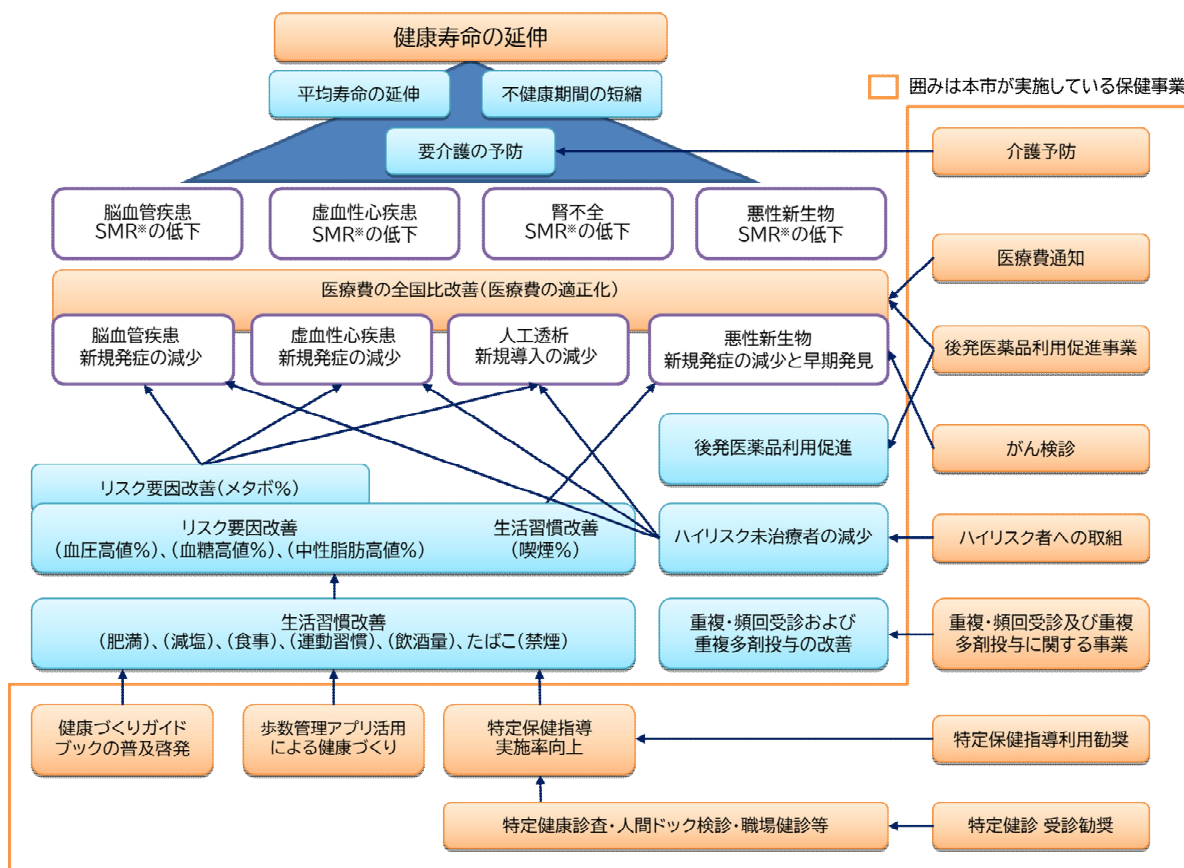 健康寿命の延伸
平均寿命の延伸
不健康期間の短縮
囲みは本市が実施している保健事業
要介護の予防
介護予防
脳血管疾患
SMR※の低下
虚血性心疾患
SMR※の低下
腎不全
SMR※の低下
悪性新生物
SMR※の低下
医療費通知
医療費の全国比改善(医療費の適正化)
脳血管疾患
新規発症の減少
虚血性心疾患
新規発症の減少
人工透析
新規導入の減少
悪性新生物
新規発症の減少と早期発見
後発医薬品利用促進事業
後発医薬品利用促進
がん検診
リスク要因改善(メタボ%)
リスク要因改善
(血圧高値%)、(血糖高値%)、(中性脂肪高値%)
生活習慣改善
(喫煙%)
ハイリスク未治療者の減少
ハイリスク者への取組
生活習慣改善
(肥満)、(減塩)、(食事)、(運動習慣)、(飲酒量)、たばこ(禁煙)
重複・頻回受診および
重複多剤投与の改善
重複・頻回受診及び重複
多剤投与に関する事業
健康づくりガイド
ブックの普及啓発
歩数管理アプリ活用
による健康づくり
特定保健指導
実施率向上
特定保健指導利用勧奨
特定健康診査・人間ドック検診・職場健診等
特定健診 受診勧奨